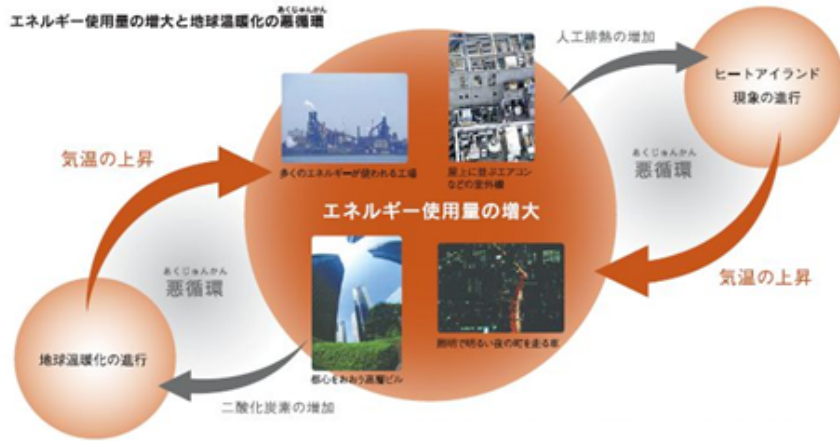 エネルギー使用量の増大と地球温暖化の悪循環
あくじゅんかん
人工排熱の増加
ヒートアイランド
現象の進行
気温の上昇
多くのエネルギーが使われる工場
屋上に並ぶエアコン
などの室外機
あくじゅんかん
悪循環
エネルギー使用量の増大
あくじゅんかん
悪循環
気温の上昇
照明で明るい夜の町を走る車
地球温暖化の進行
都心をおおう高層ビル
二酸化炭素の増加